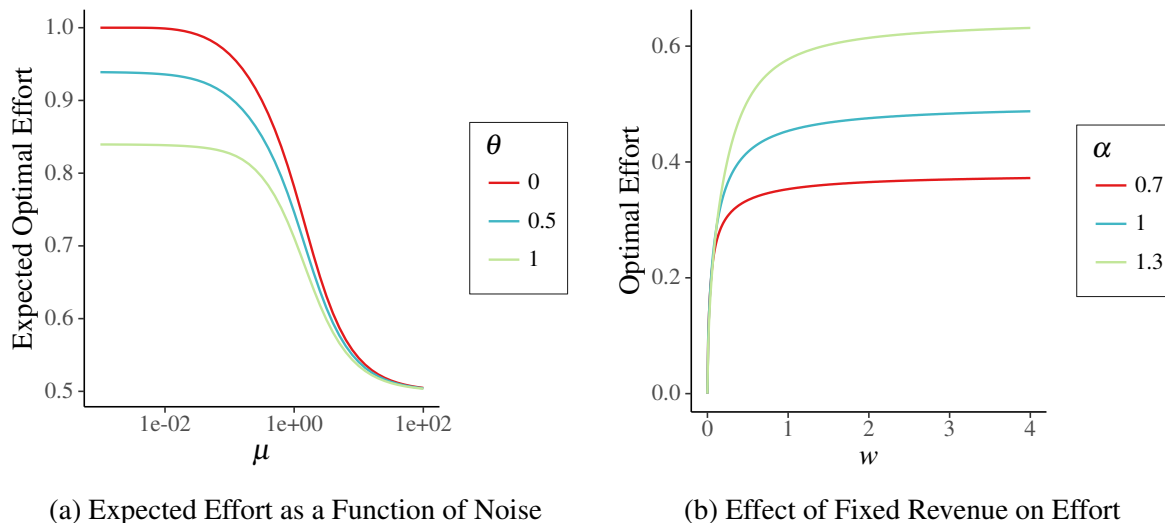 Expected Optimal Effort
1.0
0.9
0.8
0.7
0.6
0.5
1e-02
1e+00
1e+02
μ
θ
0
0.5
1
(a) Expected Effort as a Function of Noise
Optimal Effort
0.6
0.4
0.2
0.0
0
1
2
3
4
w
α
0.7
1
1.3
(b) Effect of Fixed Revenue on Effort